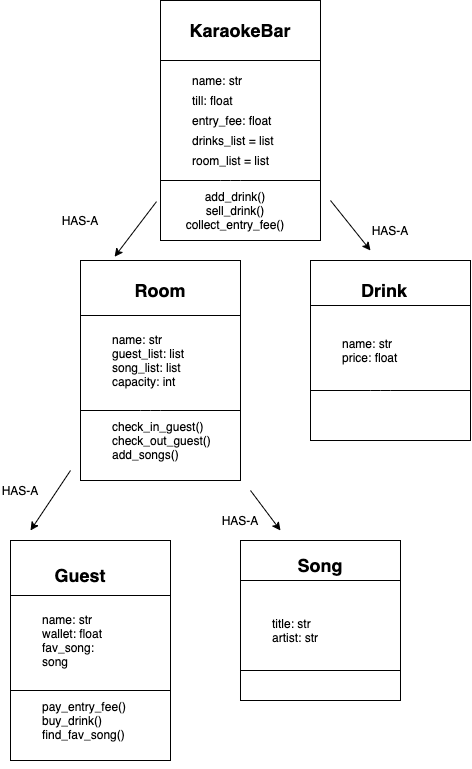 KaraokeBar
name: str
till: float
entry_fee: float
drinks_list = list
room_list = list
add_drink()
sell_drink()
collect_entry_fee()
HAS-A
HAS-A
Room
name: str
guest_list: list
song_list: list
capacity: int
check_in_guest()
check_out_guest()
add_songs()
Drink
name: str
price: float
HAS-A
HAS-A
Guest
name: str
wallet: float
fav_song:
song
pay_entry_fee()
buy_drink()
find_fav_song()
Song
title: str
artist: str